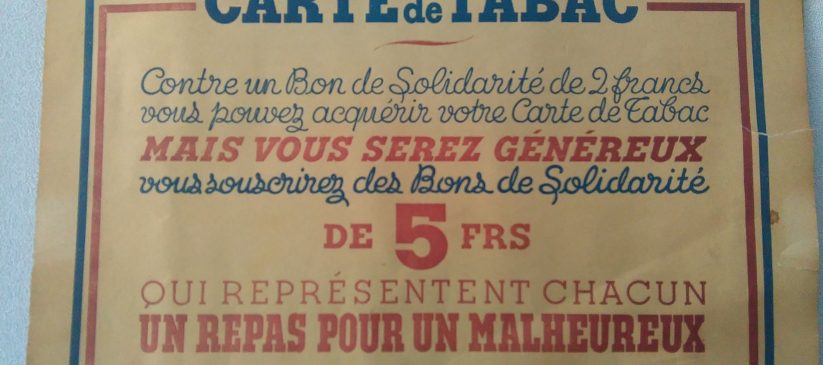 CARTE de TABAC
Contre un Bon de Solidarité de 2 francs
vous pouvez acquérir votre Carte de Tabac
MAIS VOUS SEREZ GÉNÉREUX
vous souscrirez des Bons de Solidarité
DE 5 FRS
QUI REPRÉSENTENT CHACUN
UN REPAS POUR UN MALHEUREUX